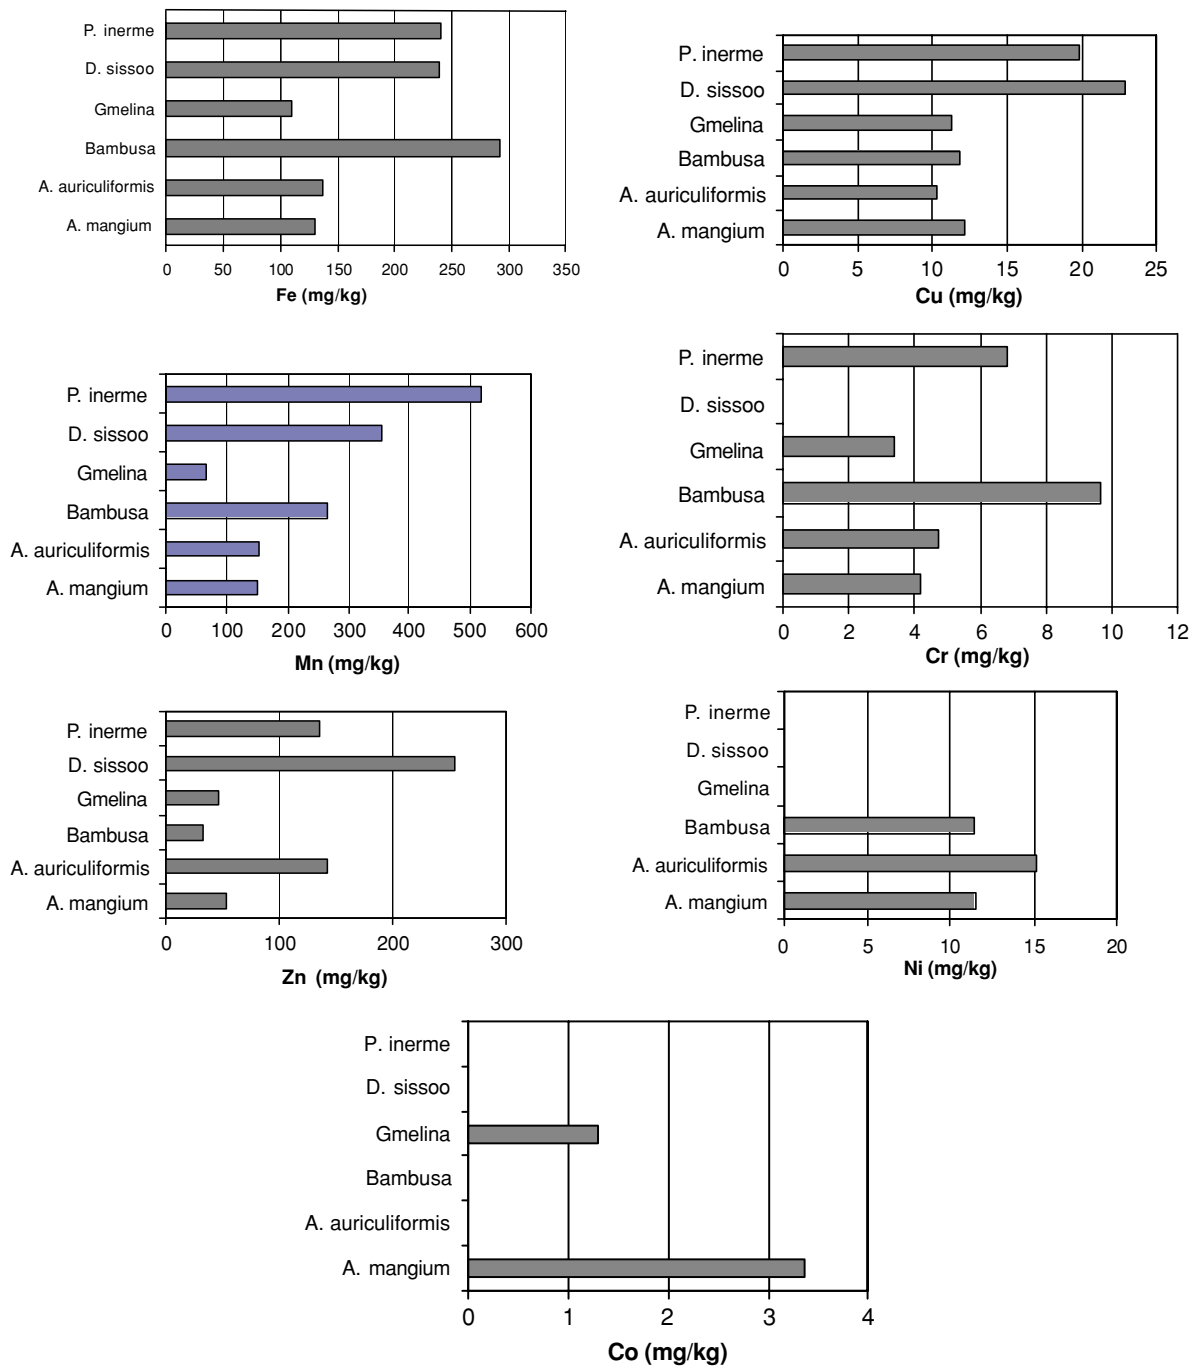 P. inerme
D. sissoo
Gmelina
Bambusa
A. auriculiformis
A. mangium
0 50 100 150 200 250 300 350
Fe (mg/kg)
P. inerme
D. sissoo
Gmelina
Bambusa
A. auriculiformis
A. mangium
0 5 10 15 20 25
Cu (mg/kg)
P. inerme
D. sissoo
Gmelina
Bambusa
A. auriculiformis
A. mangium
0 100 200 300 400 500 600
Mn (mg/kg)
P. inerme
D. sissoo
Gmelina
Bambusa
A. auriculiformis
A. mangium
0 2 4 6 8 10 12
Cr (mg/kg)
P. inerme
D. sissoo
Gmelina
Bambusa
A. auriculiformis
A. mangium
0 100 200 300
Zn (mg/kg)
P. inerme
D. sissoo
Gmelina
Bambusa
A. auriculiformis
A. mangium
0 5 10 15 20
Ni (mg/kg)
P. inerme
D. sissoo
Gmelina
Bambusa
A. auriculiformis
A. mangium
0 1 2 3 4
Co (mg/kg)